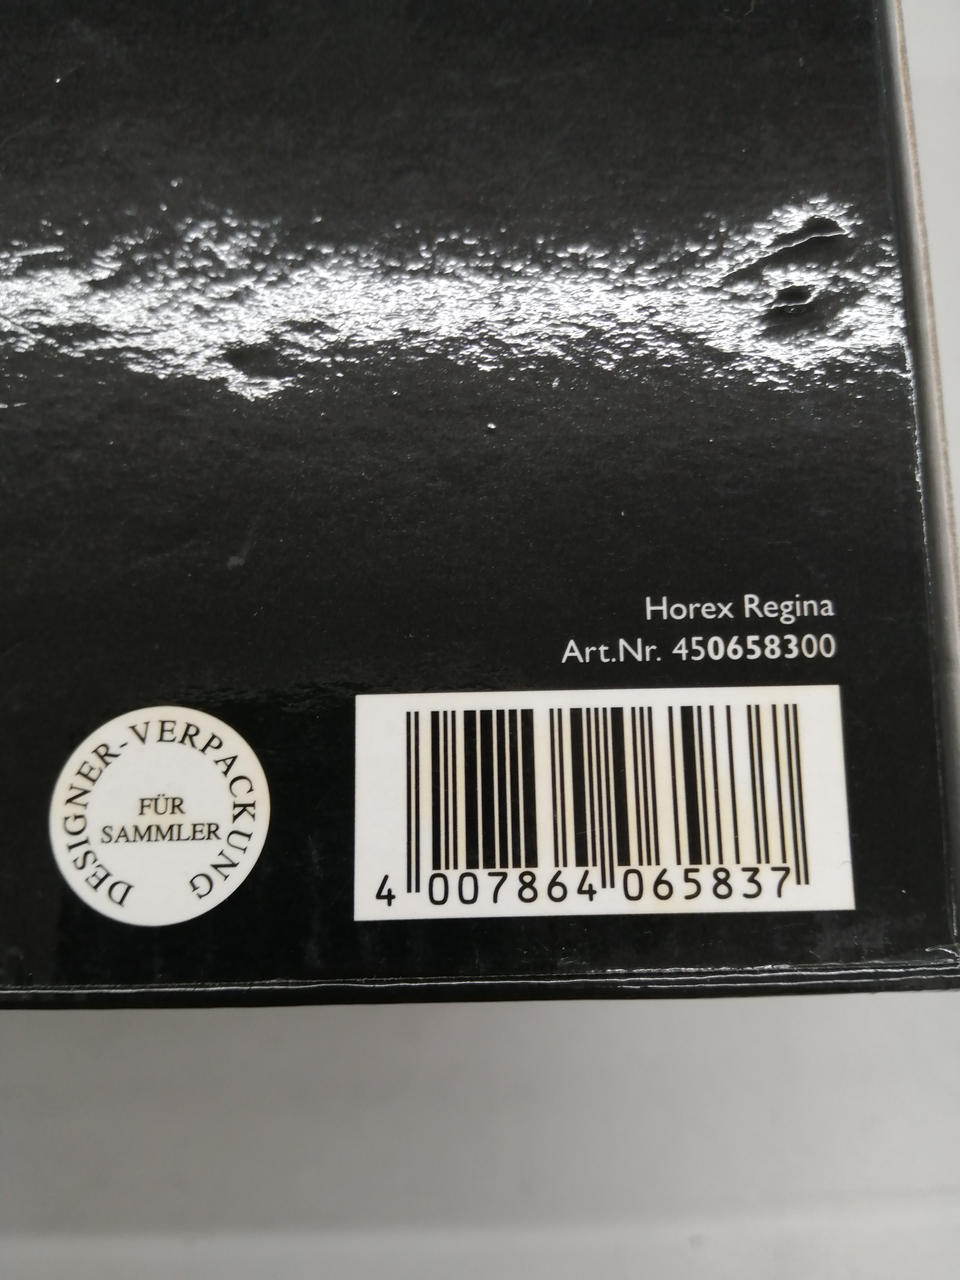 Horex Regina
Art.Nr. 450658300
DESIGNER-VERPACKUNG
FÜR
SAMMLER
4 007864 065837